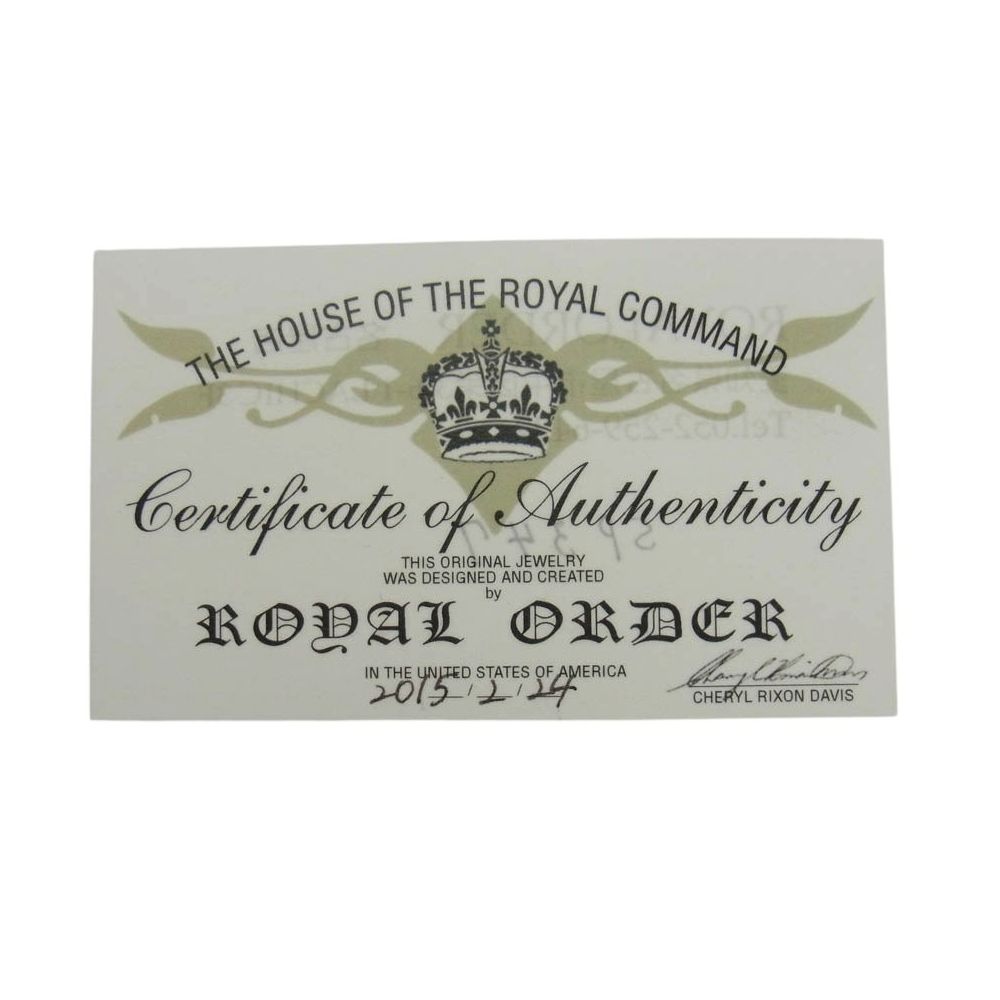 THE HOUSE OF THE ROYAL COMMAND
Certificate of Authenticity
THIS ORIGINAL JEWELRY
WAS DESIGNED AND CREATED
by
ROYAL ORDER
IN THE UNITED STATES OF AMERICA
2015/2/24
CHERYL RIXON DAVIS